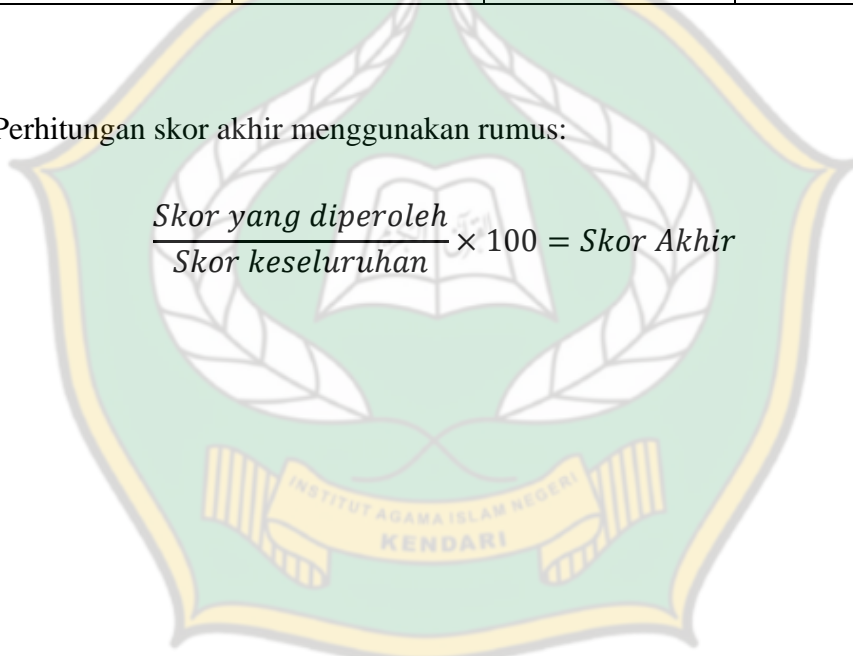 Perhitungan skor akhir menggunakan rumus:
Skor yang diperoleh
Skor keseluruhan
× 100 = Skor Akhir
INSTITUT AGAMA ISLAM NEGERI
KENDARI